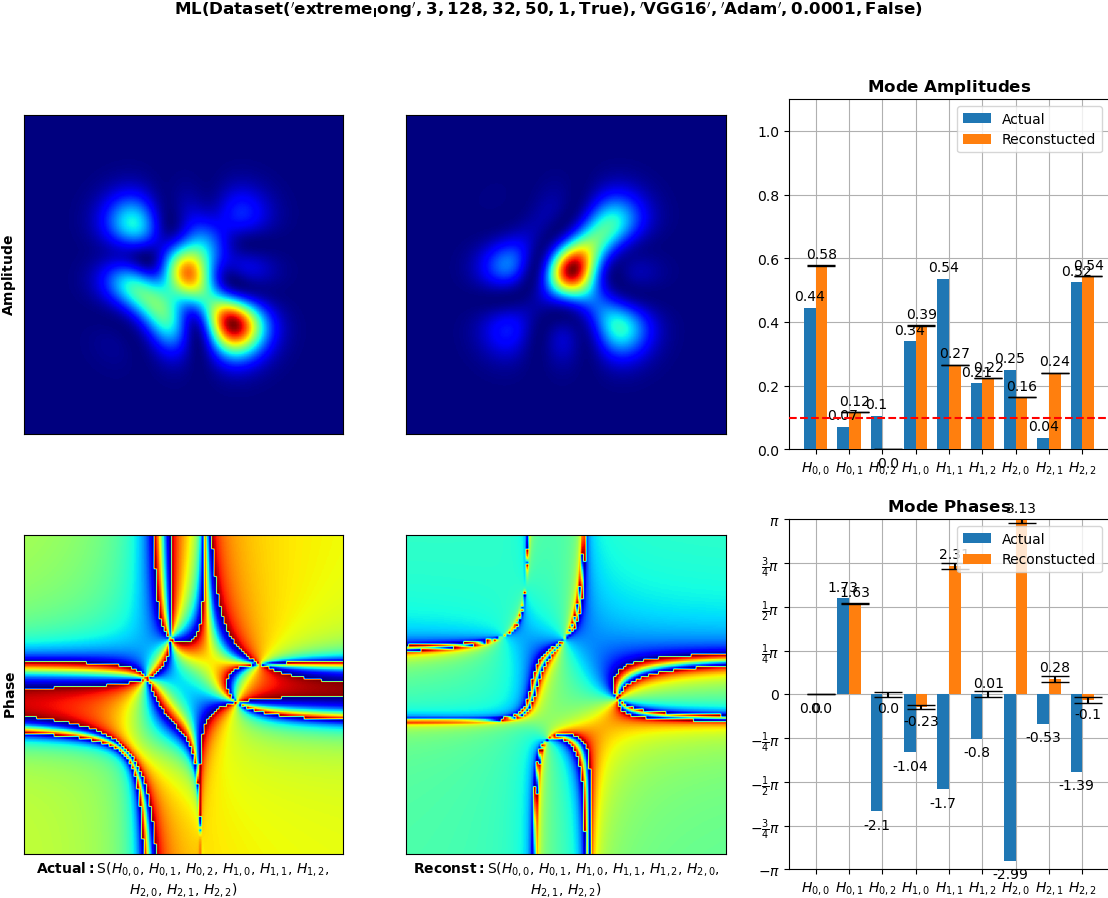 ML(Dataset('extremeₗong', 3, 128, 32, 50, 1, True), 'VGG16', 'Adam', 0.0001, False)
Amplitude
Mode Amplitudes
Actual
Reconstucted
1.0
0.8
0.6
0.4
0.2
0.0
0.44
0.58
0.07
0.12
0.1
0.0
0.34
0.39
0.54
0.27
0.21
0.22
0.25
0.16
0.04
0.24
0.52
0.54
H0,0 H0,1 H0,2 H1,0 H1,1 H1,2 H2,0 H2,1 H2,2
Phase
Mode Phases
Actual
Reconstucted
π
3/4π
1/2π
1/4π
0
−1/4π
−1/2π
−3/4π
−π
0.0
0.0
1.73
1.63
-2.1
0.0
-1.04
-0.23
-1.7
-0.8
0.01
-2.99
3.13
-0.53
0.28
-1.39
-0.1
H0,0 H0,1 H0,2 H1,0 H1,1 H1,2 H2,0 H2,1 H2,2
Actual: S(H0,0, H0,1, H0,2, H1,0, H1,1, H1,2,
H2,0, H2,1, H2,2)
Reconst: S(H0,0, H0,1, H1,0, H1,1, H1,2, H2,0,
H2,1, H2,2)